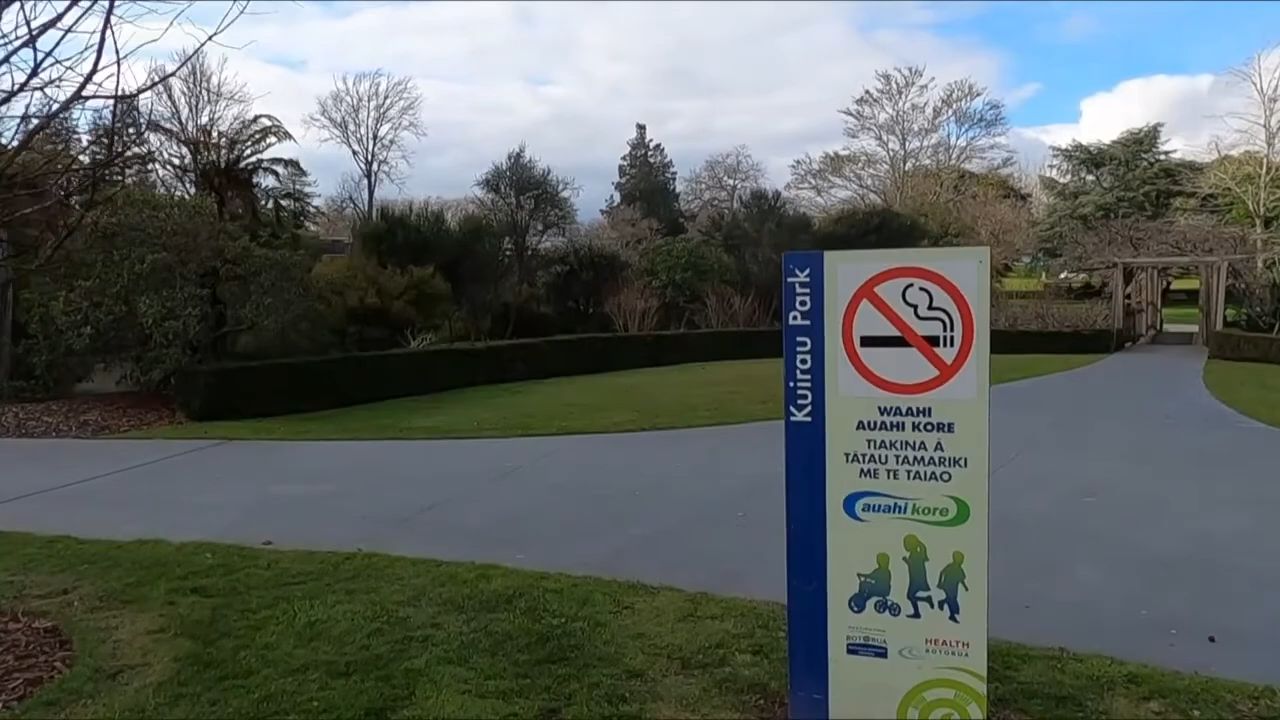 Kuirau Park
WAAHI
AUAHI KORE
TIAKINA Ā
TĀTAU TAMARIKI
ME TE TAIAO
auahi kore
ROTORUA
HEALTH
ROTORUA